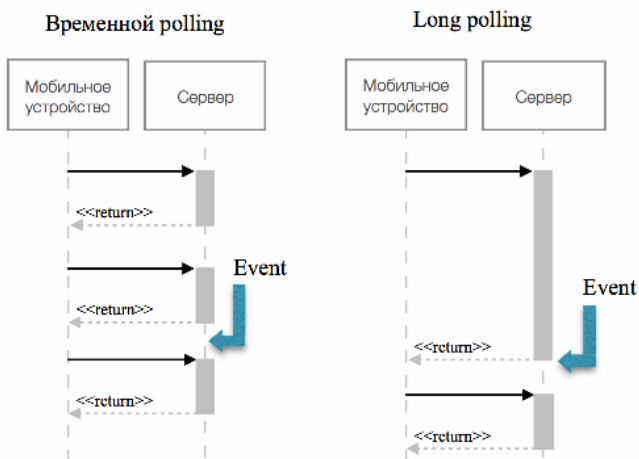 Временной polling
Мобильное
устройство
Сервер
<<return>>
<<return>>
Event
<<return>>
Long polling
Мобильное
устройство
Сервер
Event
<<return>>
<<return>>